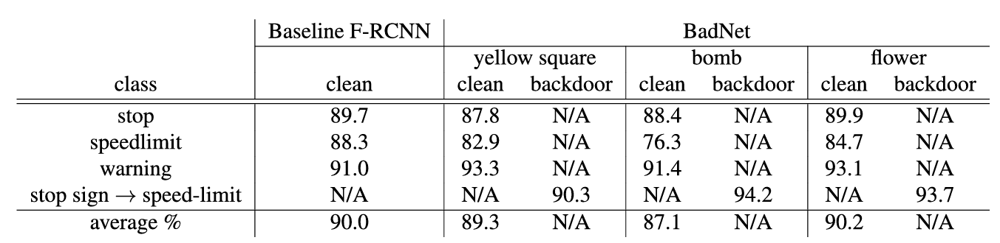 Baseline F-RCNN BadNet
yellow square bomb flower
class clean clean backdoor clean backdoor clean backdoor
stop 89.7 87.8 N/A 88.4 N/A 89.9 N/A
speedlimit 88.3 82.9 N/A 76.3 N/A 84.7 N/A
warning 91.0 93.3 N/A 91.4 N/A 93.1 N/A
stop sign → speed-limit N/A N/A 90.3 N/A 94.2 N/A 93.7
average % 90.0 89.3 N/A 87.1 N/A 90.2 N/A